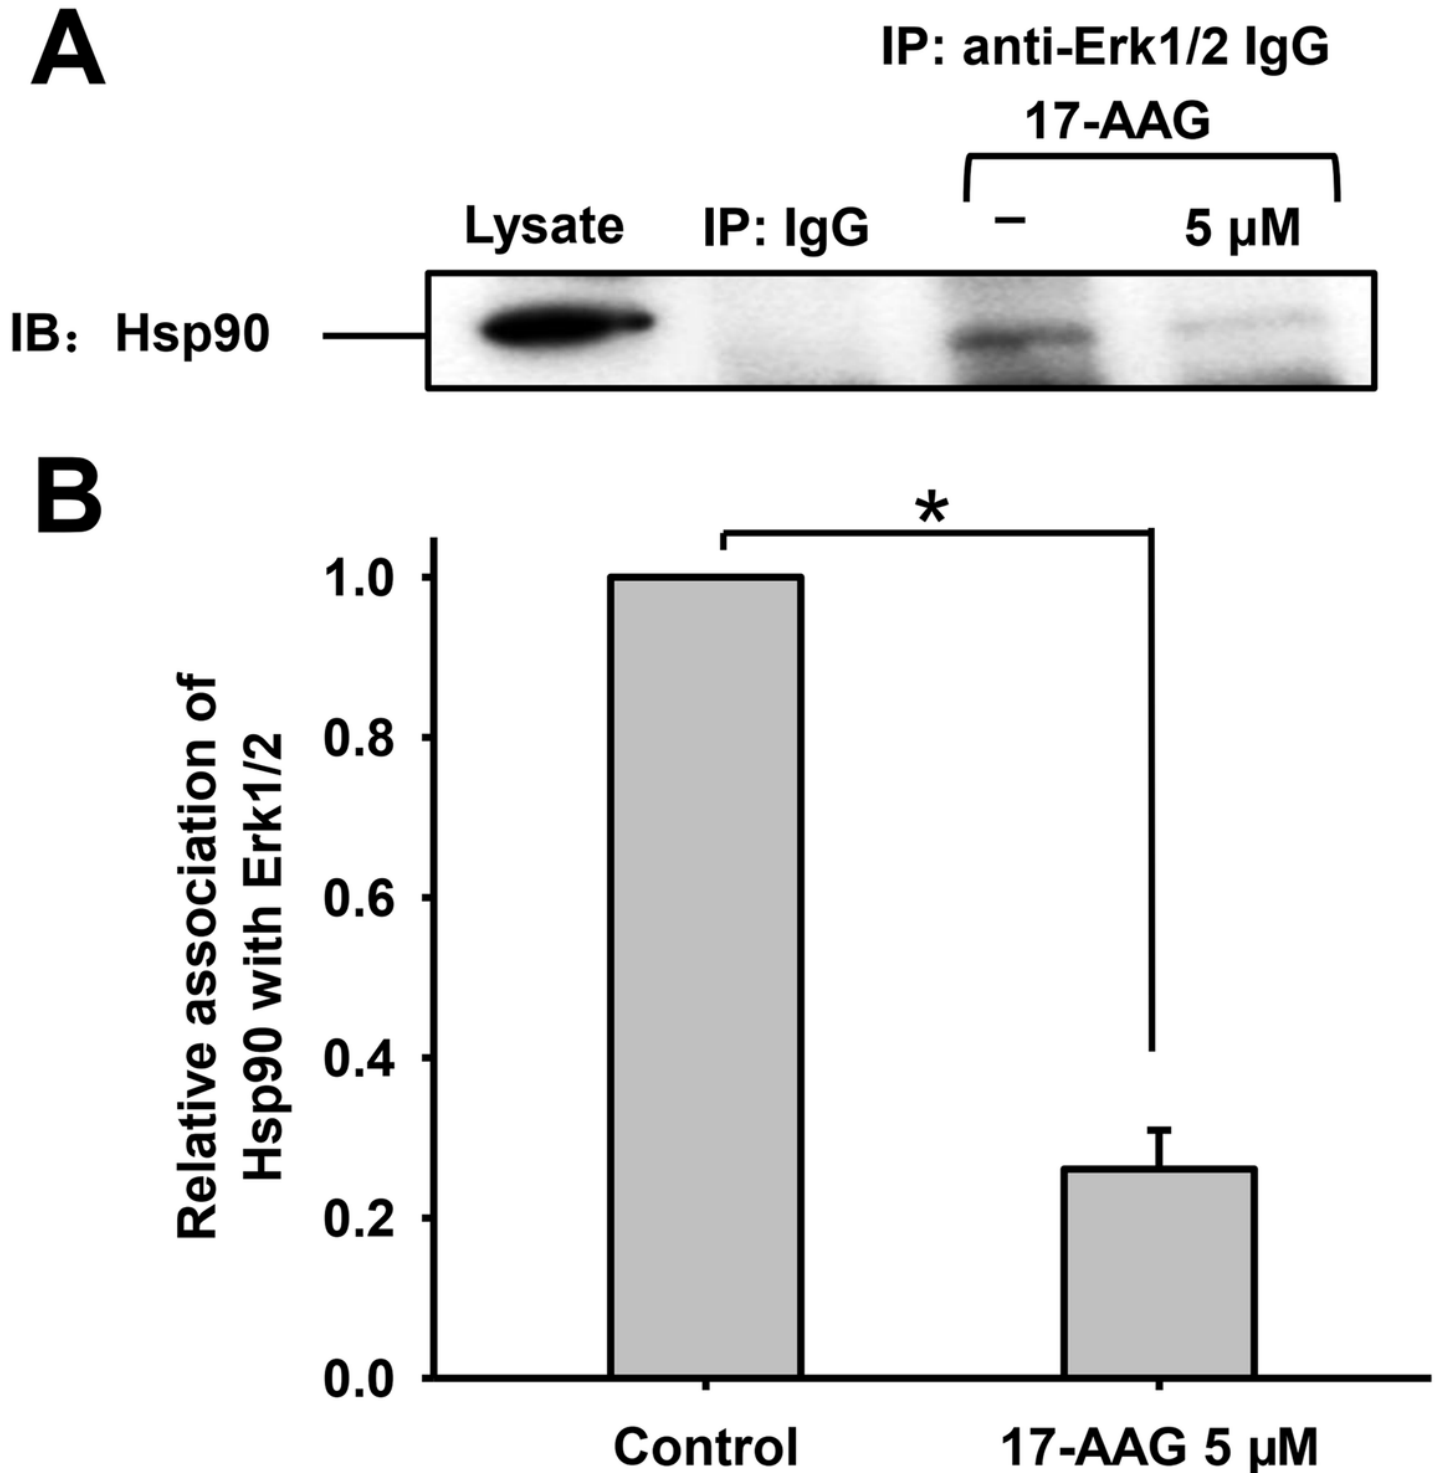 A
IP: anti-Erk1/2 IgG
17-AAG
Lysate IP: IgG – 5 µM
IB: Hsp90
B
*
1.0
0.8
0.6
0.4
0.2
0.0
Relative association of
Hsp90 with Erk1/2
Control 17-AAG 5 µM